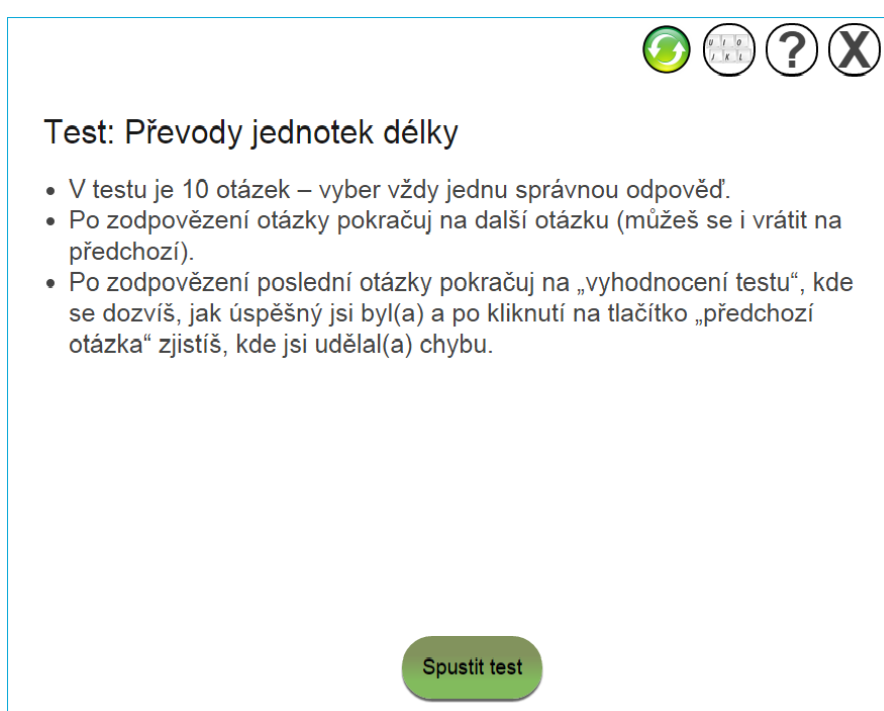 U I O
J K L
?
X
Test: Převody jednotek délky
• V testu je 10 otázek – vyber vždy jednu správnou odpověď.
• Po zodpovězení otázky pokračuj na další otázku (můžeš se i vrátit na
předchozí).
• Po zodpovězení poslední otázky pokračuj na „vyhodnocení testu“, kde
se dozvíš, jak úspěšný jsi byl(a) a po kliknutí na tlačítko „předchozí
otázka“ zjistíš, kde jsi udělal(a) chybu.
Spustit test